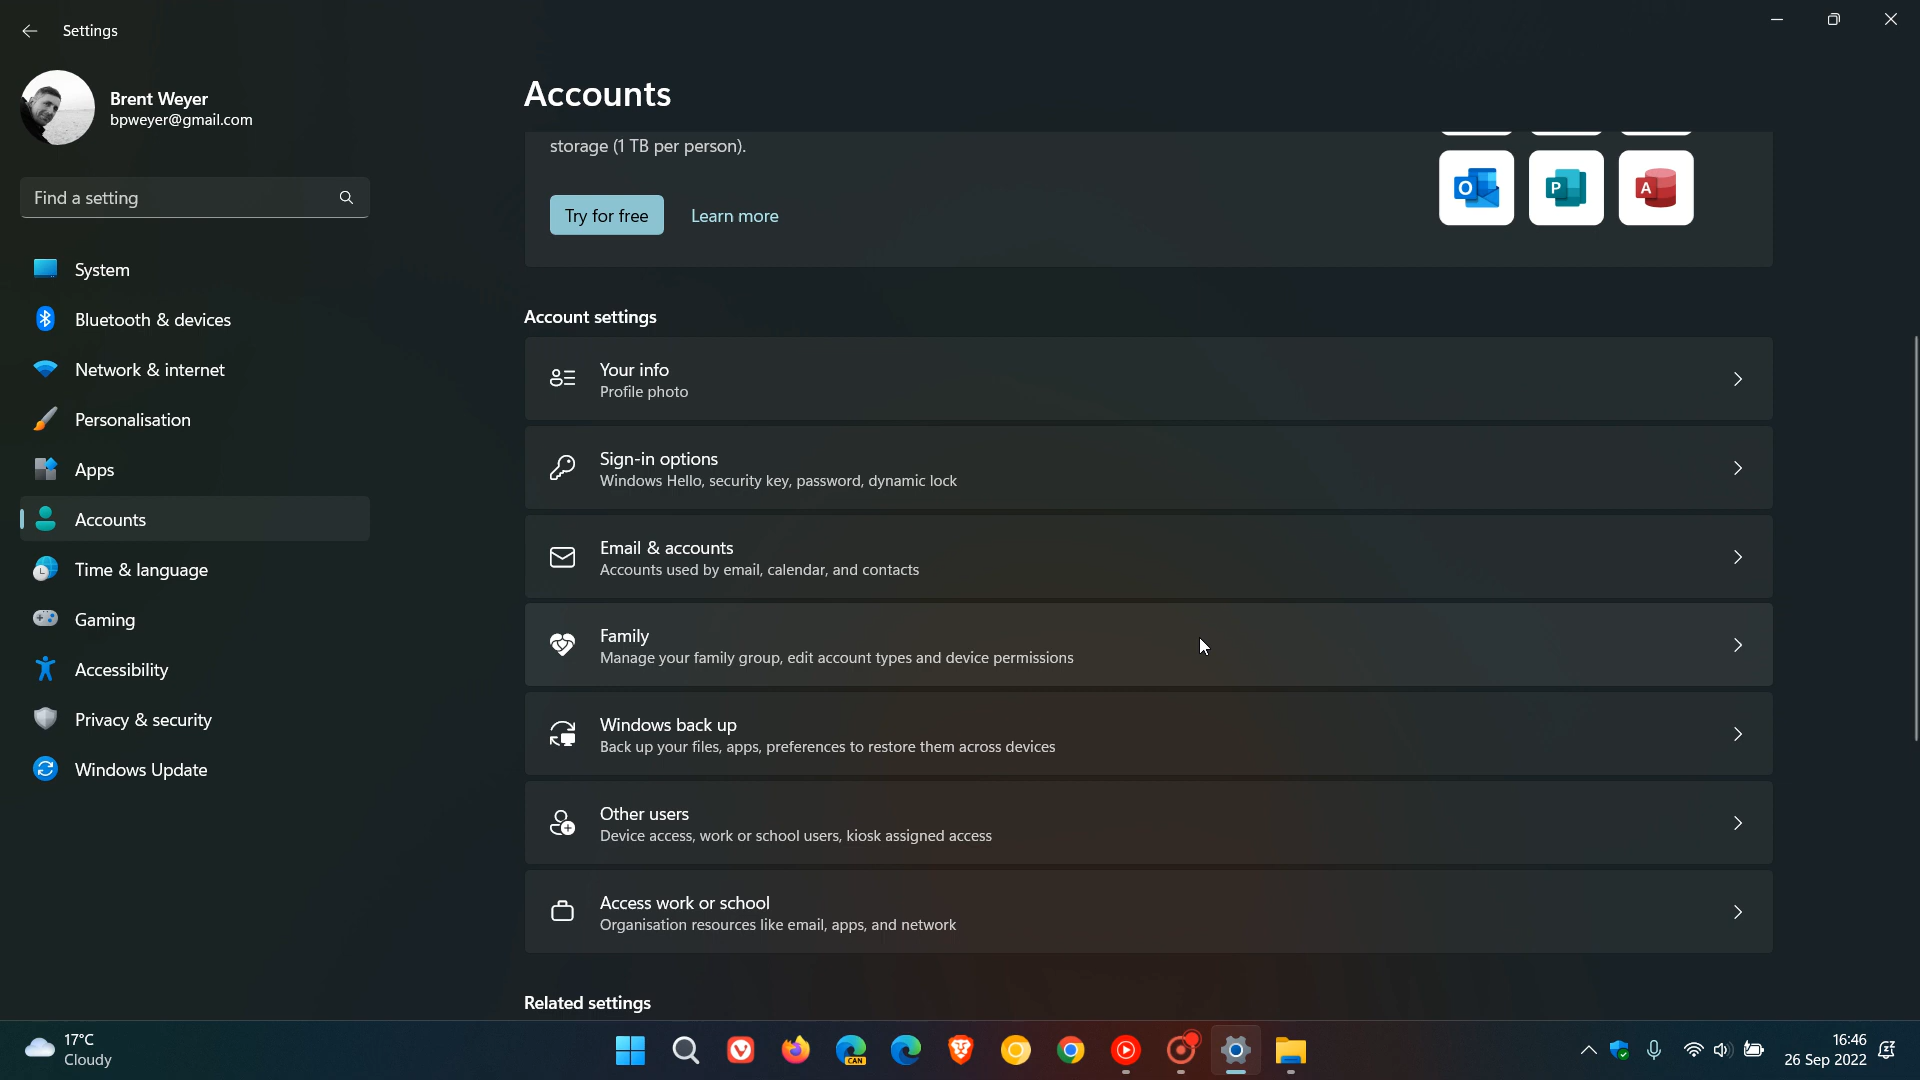 Settings
Brent Weyer
bpweyer@gmail.com
Find a setting
System
Bluetooth & devices
Network & internet
Personalisation
Apps
Accounts
Time & language
Gaming
Accessibility
Privacy & security
Windows Update
Accounts
storage (1 TB per person).
Try for free
Learn more
O
P
A
Account settings
Your info
Profile photo
Sign-in options
Windows Hello, security key, password, dynamic lock
Email & accounts
Accounts used by email, calendar, and contacts
Family
Manage your family group, edit account types and device permissions
Windows back up
Back up your files, apps, preferences to restore them across devices
Other users
Device access, work or school users, kiosk assigned access
Access work or school
Organisation resources like email, apps, and network
Related settings
17°C
Cloudy
CAN
16:46
26 Sep 2022